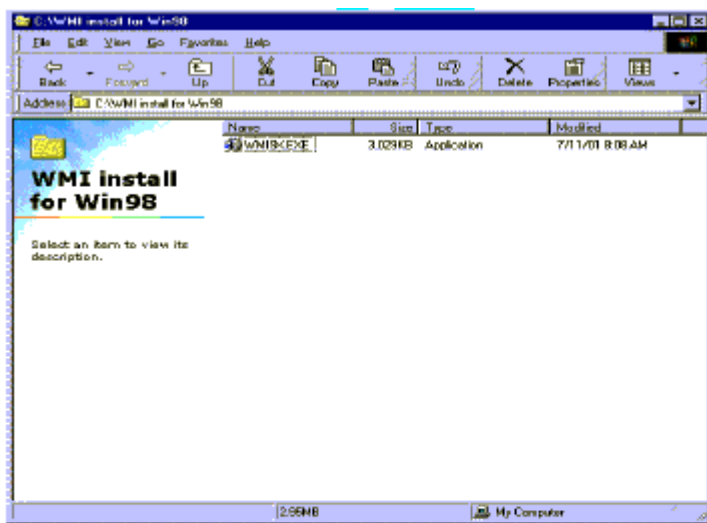 C:\WMI install for Win98
File Edit View Go Favorites Help
Back Forward Up Cut Copy Paste Undo Delete Properties Views
Address C:\WMI install for Win98
Name Size Type Modified
WMI9X.EXE 3,029KB Application 7/11/01 8:08 AM
WMI install
for Win98
Select an item to view its
description.
2.95MB My Computer